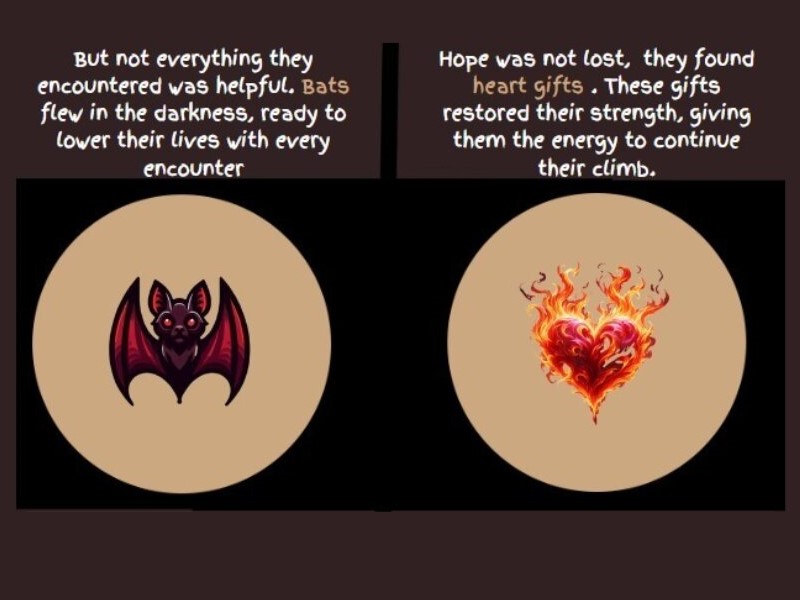 But not everything they
encountered was helpful. Bats
flew in the darkness, ready to
lower their lives with every
encounter
Hope was not lost,  they found
heart gifts . These gifts
restored their strength, giving
them the energy to continue
their climb.